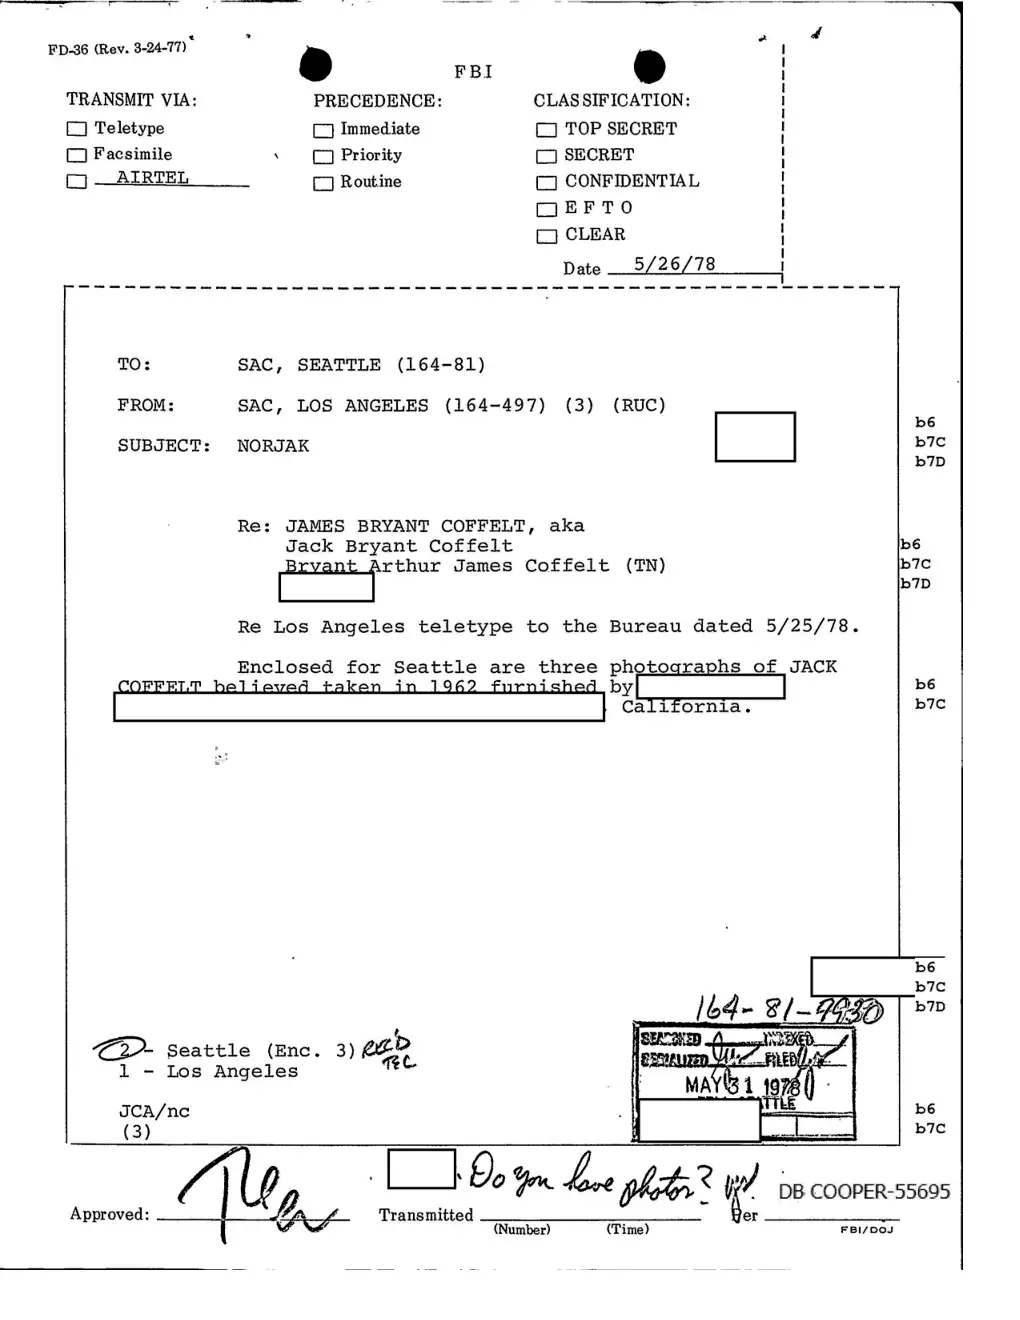 FD-36 (Rev. 3-24-77)
FBI
TRANSMIT VIA:
Teletype
Facsimile
AIRTEL
PRECEDENCE:
Immediate
Priority
Routine
CLASSIFICATION:
TOP SECRET
SECRET
CONFIDENTIAL
E F T O
CLEAR
Date 5/26/78
TO: SAC, SEATTLE (164-81)
FROM: SAC, LOS ANGELES (164-497) (3) (RUC)
SUBJECT: NORJAK
b6
b7C
b7D
Re: JAMES BRYANT COFFELT, aka
Jack Bryant Coffelt
Bryant Arthur James Coffelt (TN)
b6
b7C
b7D
Re Los Angeles teletype to the Bureau dated 5/25/78.
Enclosed for Seattle are three photographs of JACK
COFFELT believed taken in 1962 furnished by
California.
b6
b7C
b6
b7C
b7D
164-81-9930
SEARCHED INDEXED
SERIALIZED FILED
MAY 31 1978
SEATTLE
2 - Seattle (Enc. 3) REC'D
TEC
1 - Los Angeles
JCA/nc
(3)
b6
b7C
Do you have photos? yes.
DB COOPER-55695
Approved: Transmitted Per
(Number) (Time)
FBI/DOJ